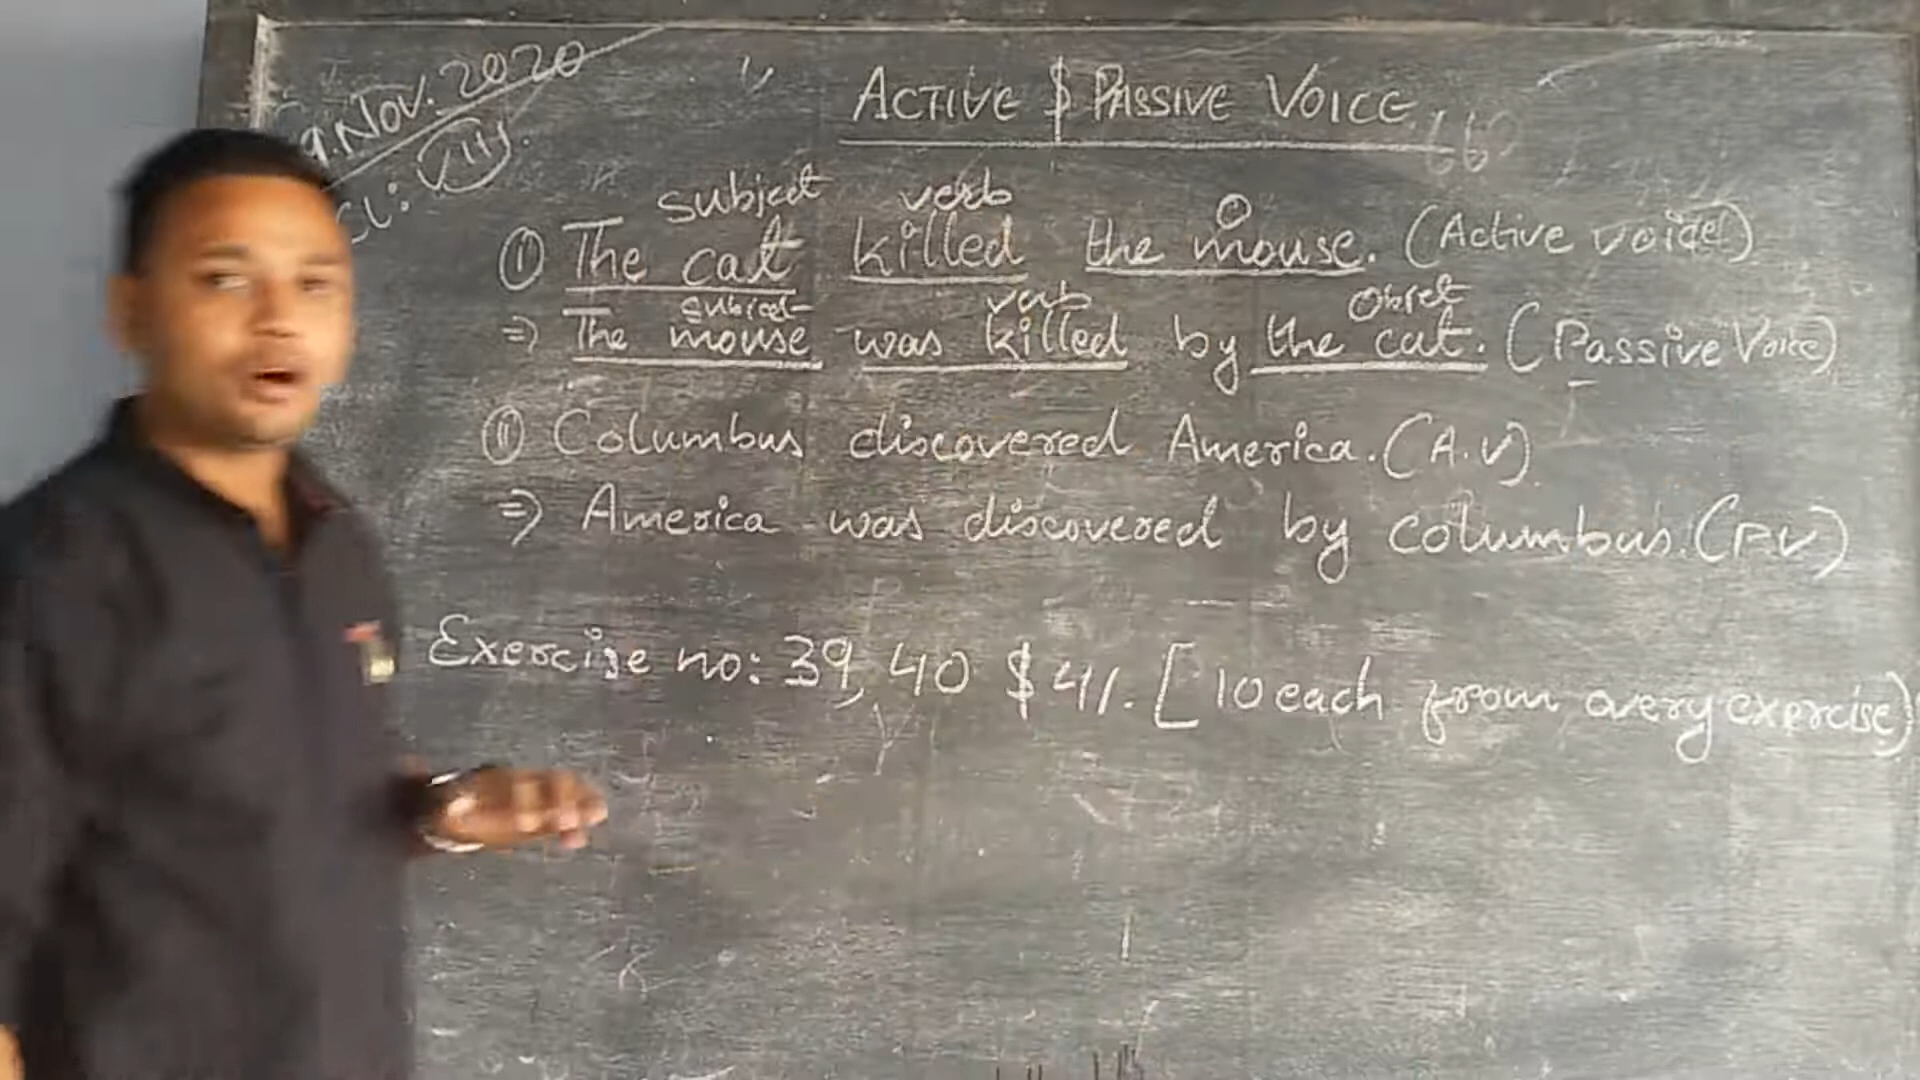 9.Nov.2020
CL: VII
ACTIVE & PASSIVE VOICE
subject verb O
(I) The cat killed the mouse. (Active voice)
subject verb
⇒ The mouse was killed by the cat. (Passive Voice)
(II) Columbus discovered America. (A.V)
⇒ America was discovered by columbus. (P.V)
Exercise no: 39, 40 & 41. [10 each from every exercise)